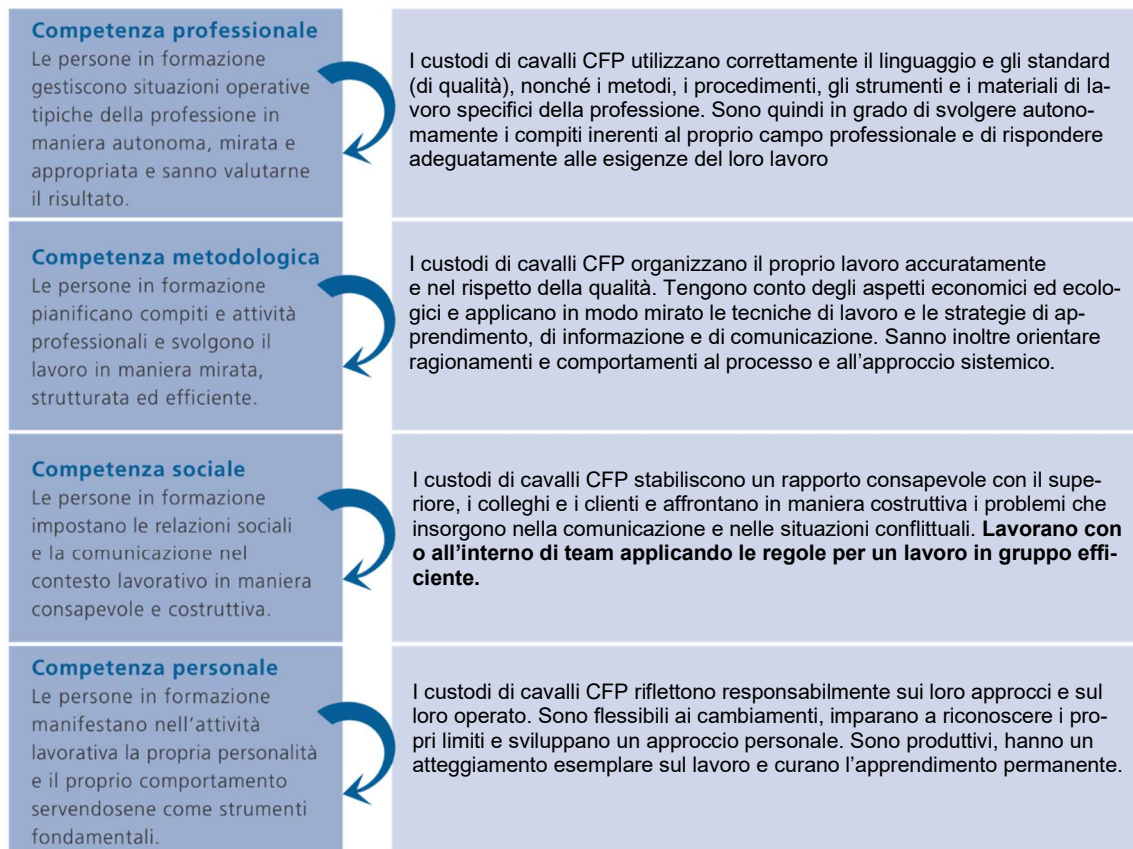 Competenza professionale
Le persone in formazione
gestiscono situazioni operative
tipiche della professione in
maniera autonoma, mirata e
appropriata e sanno valutarne
il risultato.
I custodi di cavalli CFP utilizzano correttamente il linguaggio e gli standard
(di qualità), nonché i metodi, i procedimenti, gli strumenti e i materiali di la-
voro specifici della professione. Sono quindi in grado di svolgere autono-
mamente i compiti inerenti al proprio campo professionale e di rispondere
adeguatamente alle esigenze del loro lavoro
Competenza metodologica
Le persone in formazione
pianificano compiti e attività
professionali e svolgono il
lavoro in maniera mirata,
strutturata ed efficiente.
I custodi di cavalli CFP organizzano il proprio lavoro accuratamente
e nel rispetto della qualità. Tengono conto degli aspetti economici ed ecolo-
gici e applicano in modo mirato le tecniche di lavoro e le strategie di ap-
prendimento, di informazione e di comunicazione. Sanno inoltre orientare
ragionamenti e comportamenti al processo e all'approccio sistemico.
Competenza sociale
Le persone in formazione
impostano le relazioni sociali
e la comunicazione nel
contesto lavorativo in maniera
consapevole e costruttiva.
I custodi di cavalli CFP stabiliscono un rapporto consapevole con il supe-
riore, i colleghi e i clienti e affrontano in maniera costruttiva i problemi che
insorgono nella comunicazione e nelle situazioni conflittuali. Lavorano con
o all'interno di team applicando le regole per un lavoro in gruppo effi-
ciente.
Competenza personale
Le persone in formazione
manifestano nell'attività
lavorativa la propria personalità
e il proprio comportamento
servendosene come strumenti
fondamentali.
I custodi di cavalli CFP riflettono responsabilmente sui loro approcci e sul
loro operato. Sono flessibili ai cambiamenti, imparano a riconoscere i pro-
pri limiti e sviluppano un approccio personale. Sono produttivi, hanno un
atteggiamento esemplare sul lavoro e curano l'apprendimento permanente.